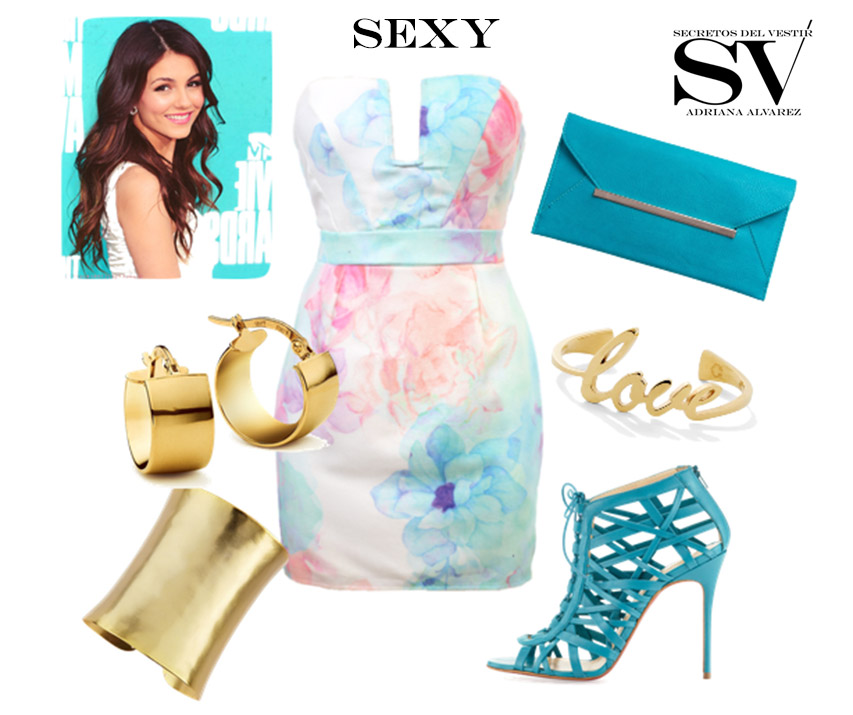 SEXY
SECRETOS DEL VESTIR
SV
ADRIANA ALVAREZ
love